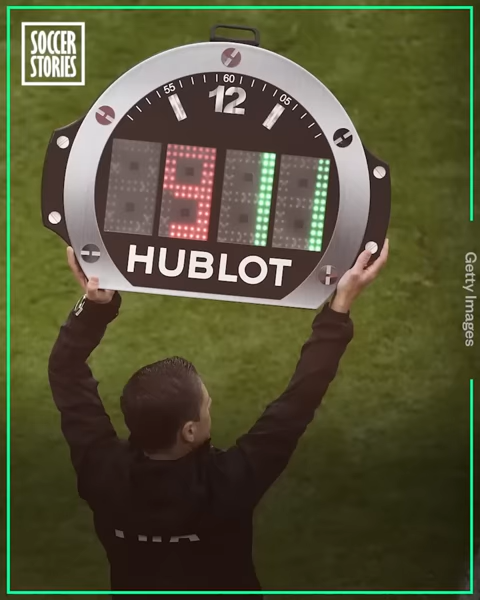 SOCCER
STORIES
55 60 05
12
9 11
HUBLOT
Getty Images